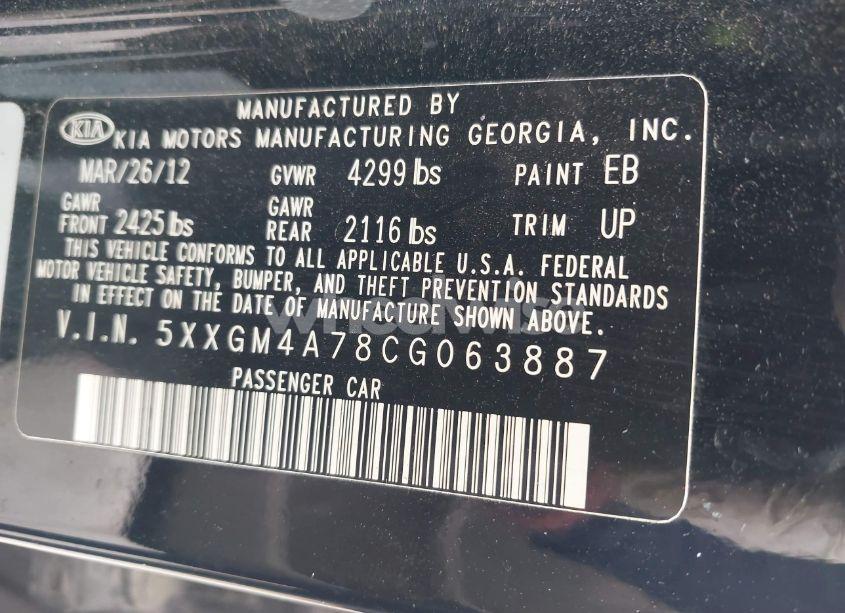 MANUFACTURED BY
KIA KIA MOTORS MANUFACTURING GEORGIA, INC.
MAR/26/12 GVWR 4299 lbs PAINT EB
GAWR FRONT 2425 lbs GAWR REAR 2116 lbs TRIM UP
THIS VEHICLE CONFORMS TO ALL APPLICABLE U.S.A. FEDERAL
MOTOR VEHICLE SAFETY, BUMPER, AND THEFT PREVENTION STANDARDS
IN EFFECT ON THE DATE OF MANUFACTURE SHOWN ABOVE.
V.I.N. 5XXGM4A78CG063887
PASSENGER CAR